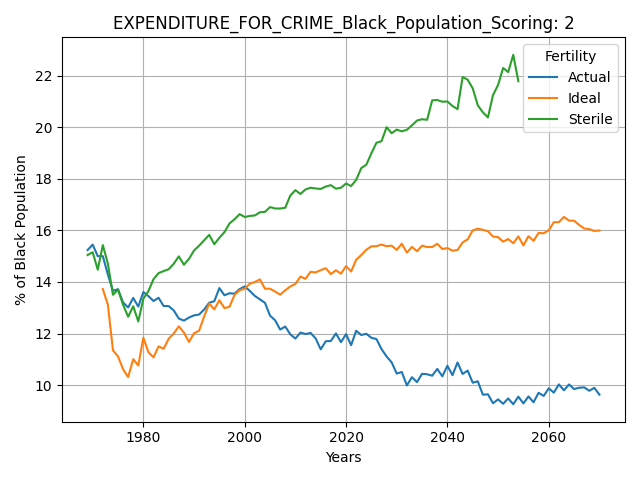 EXPENDITURE_FOR_CRIME_Black_Population_Scoring: 2
Fertility
Actual
Ideal
Sterile
% of Black Population
22
20
18
16
14
12
10
1980 2000 2020 2040 2060
Years